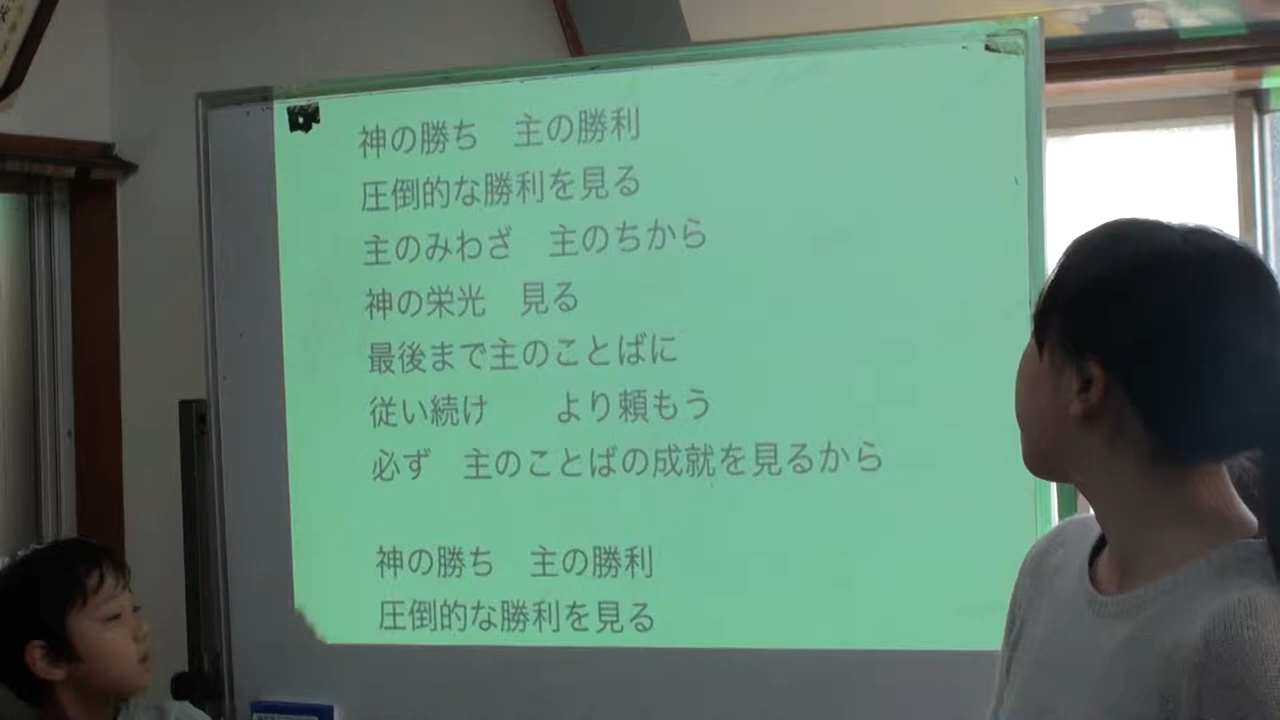 神の勝ち　主の勝利
圧倒的な勝利を見る
主のみわざ　主のちから
神の栄光　見る
最後まで主のことばに
従い続け　　より頼もう
必ず　主のことばの成就を見るから
神の勝ち　主の勝利
圧倒的な勝利を見る